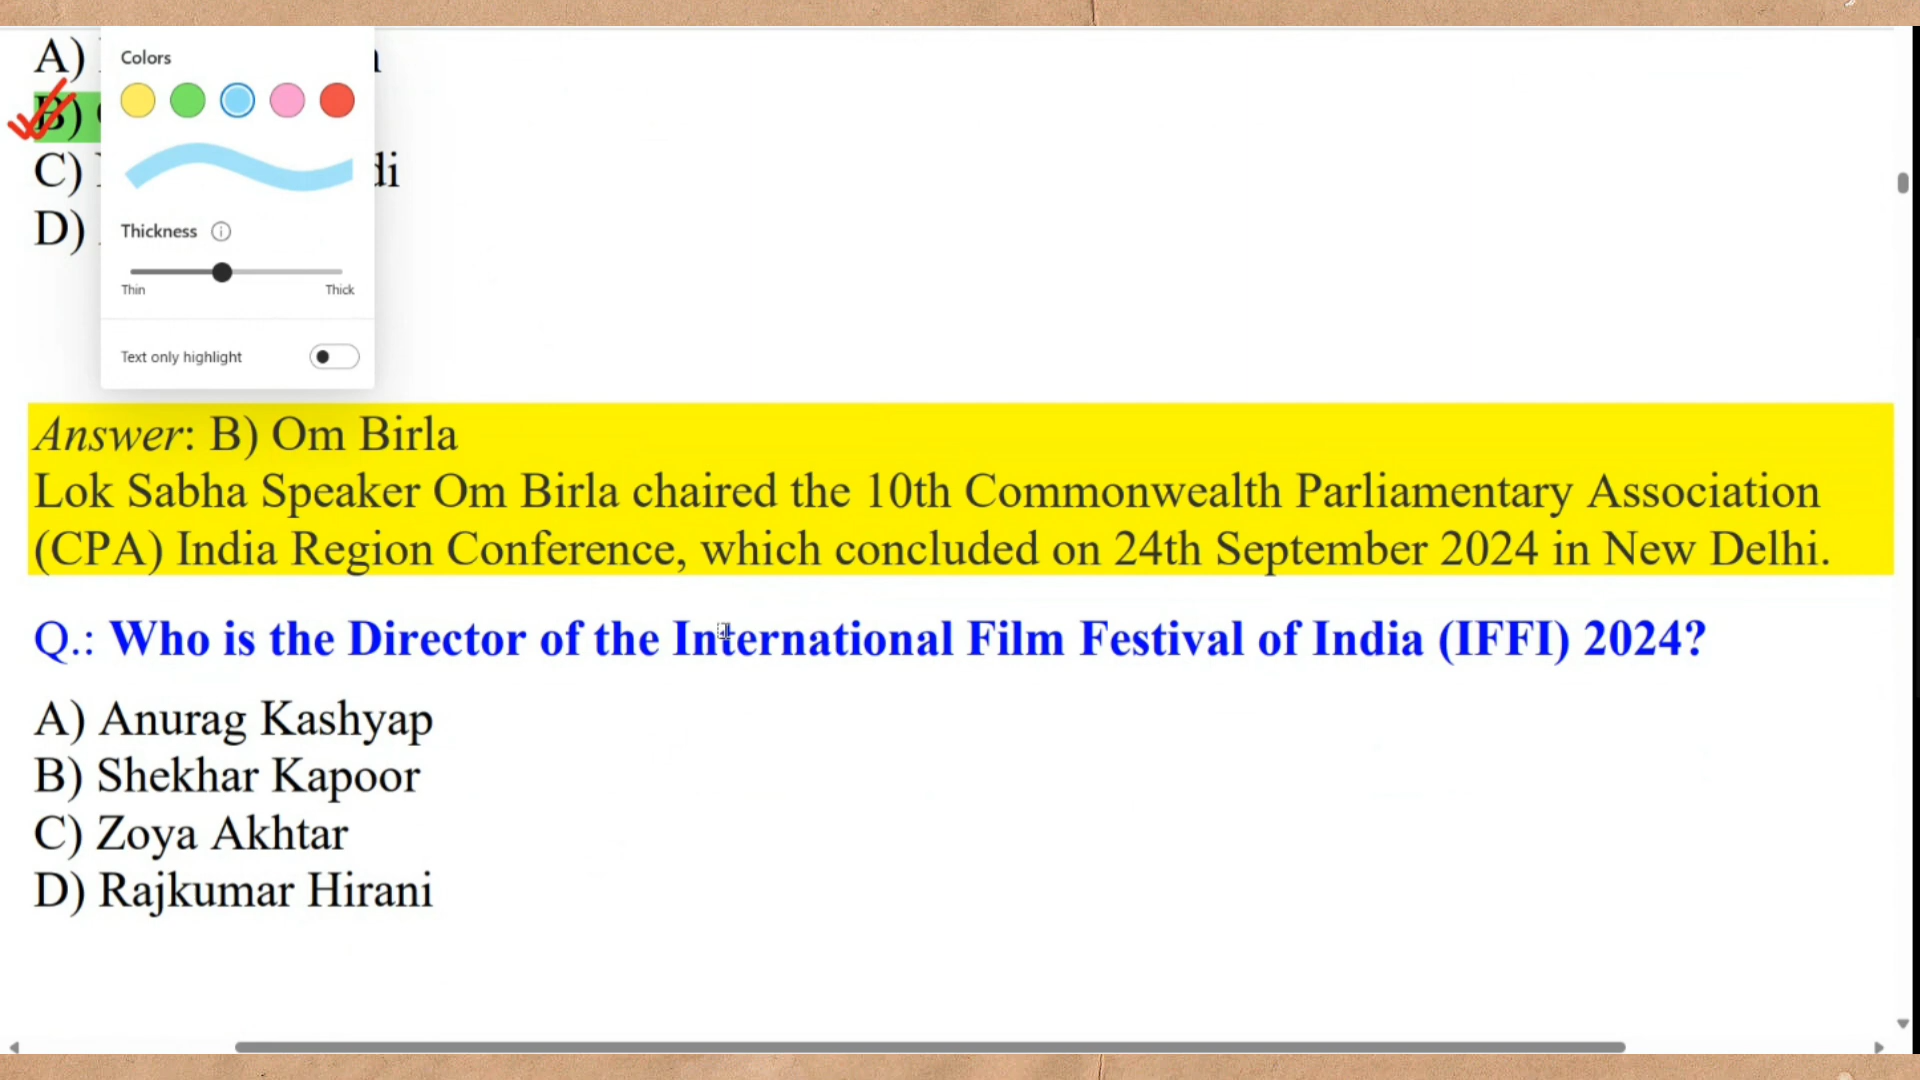 A)
Colors
B)
C) di
D)
Thickness
Thin Thick
Text only highlight
Answer: B) Om Birla
Lok Sabha Speaker Om Birla chaired the 10th Commonwealth Parliamentary Association
(CPA) India Region Conference, which concluded on 24th September 2024 in New Delhi.
Q.: Who is the Director of the International Film Festival of India (IFFI) 2024?
A) Anurag Kashyap
B) Shekhar Kapoor
C) Zoya Akhtar
D) Rajkumar Hirani